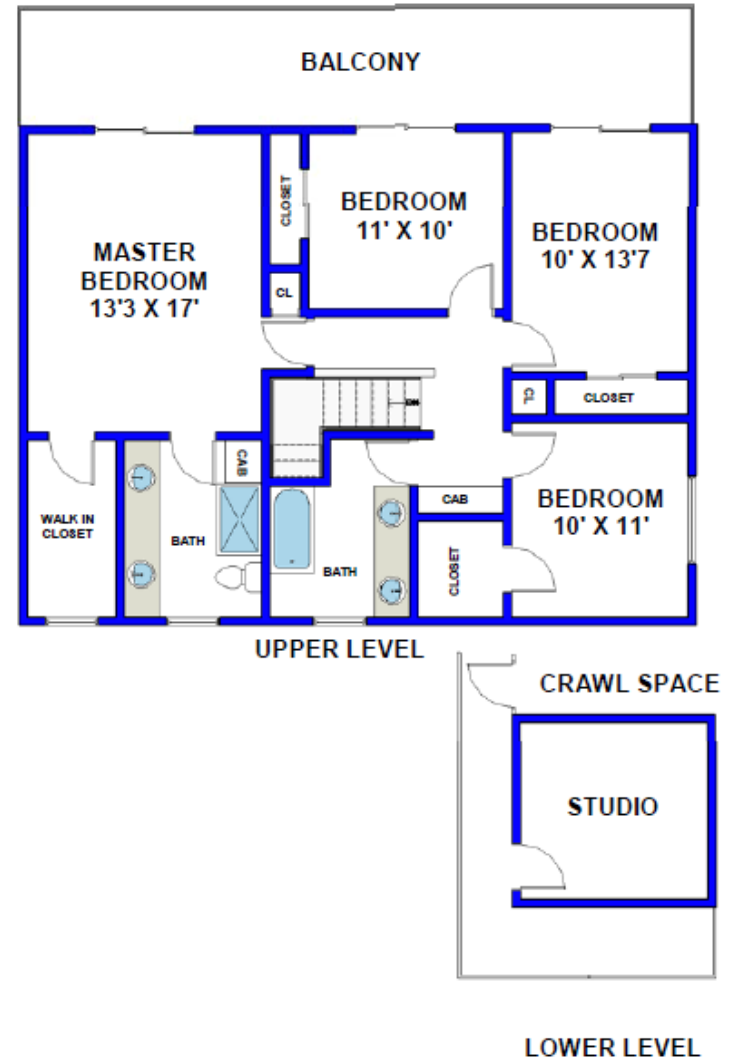 BALCONY
MASTER
BEDROOM
13'3 X 17'
CLOSET
CL
BEDROOM
11' X 10'
BEDROOM
10' X 13'7
CL
CLOSET
DN
WALK IN
CLOSET
BATH
CAB
BATH
CAB
CLOSET
BEDROOM
10' X 11'
UPPER LEVEL
CRAWL SPACE
STUDIO
LOWER LEVEL